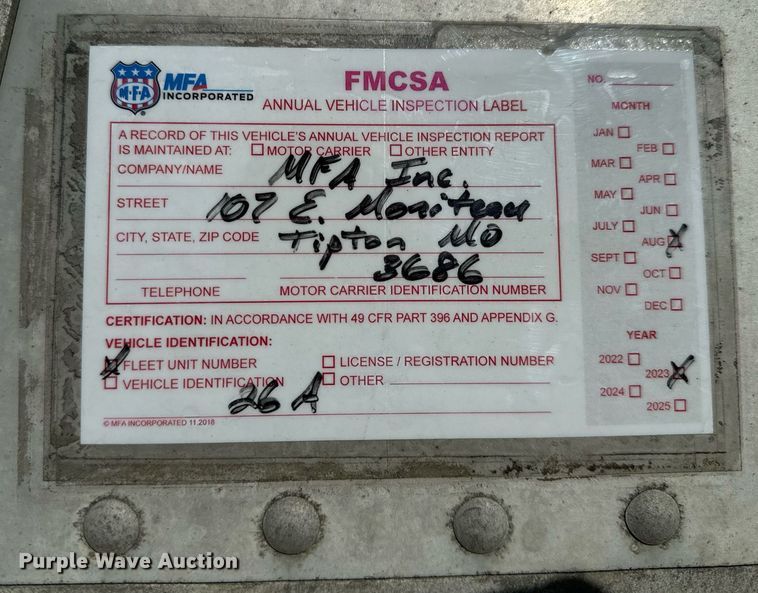 M·F·A
MFA
INCORPORATED
FMCSA
ANNUAL VEHICLE INSPECTION LABEL
A RECORD OF THIS VEHICLE'S ANNUAL VEHICLE INSPECTION REPORT
IS MAINTAINED AT: MOTOR CARRIER OTHER ENTITY
COMPANY/NAME MFA Inc.
STREET 107 E. Moniteau
CITY, STATE, ZIP CODE Tipton MO
3686
TELEPHONE MOTOR CARRIER IDENTIFICATION NUMBER
CERTIFICATION: IN ACCORDANCE WITH 49 CFR PART 396 AND APPENDIX G.
VEHICLE IDENTIFICATION:
FLEET UNIT NUMBER LICENSE / REGISTRATION NUMBER
VEHICLE IDENTIFICATION OTHER
26 A
© MFA INCORPORATED 11.2018
NO.
MONTH
JAN
FEB
MAR
APR
MAY
JUN
JULY
AUG X
SEPT
OCT
NOV
DEC
YEAR
2022
2023 X
2024
2025
Purple Wave Auction